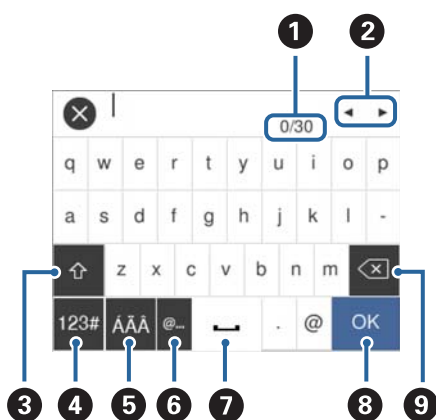 1 2
0/30 ◄ ►
q w e r t y u i o p
a s d f g h j k l -
z x c v b n m
123# ÁÃÂ @... . @ OK
3 4 5 6 7 8 9